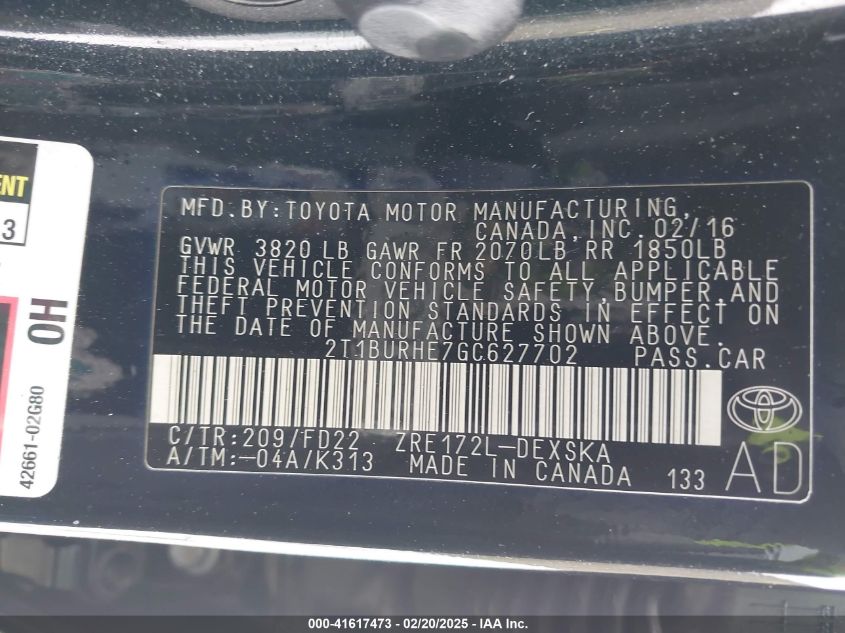 ENT
3
OH
42661-02G80
MFD.BY:TOYOTA MOTOR MANUFACTURING,
CANADA,INC.02/16
GVWR 3820 LB GAWR FR 2070LB RR 1850LB
THIS VEHICLE CONFORMS TO ALL APPLICABLE
FEDERAL MOTOR VEHICLE SAFETY,BUMPER,AND
THEFT PREVENTION STANDARDS IN EFFECT ON
THE DATE OF MANUFACTURE SHOWN ABOVE.
2T1BURHE7GC627702 PASS.CAR
C/TR:209/FD22 ZRE172L-DEXSKA
A/TM:-04A/K313 MADE IN CANADA 133
AD
000-41617473 - 02/20/2025 - IAA Inc.